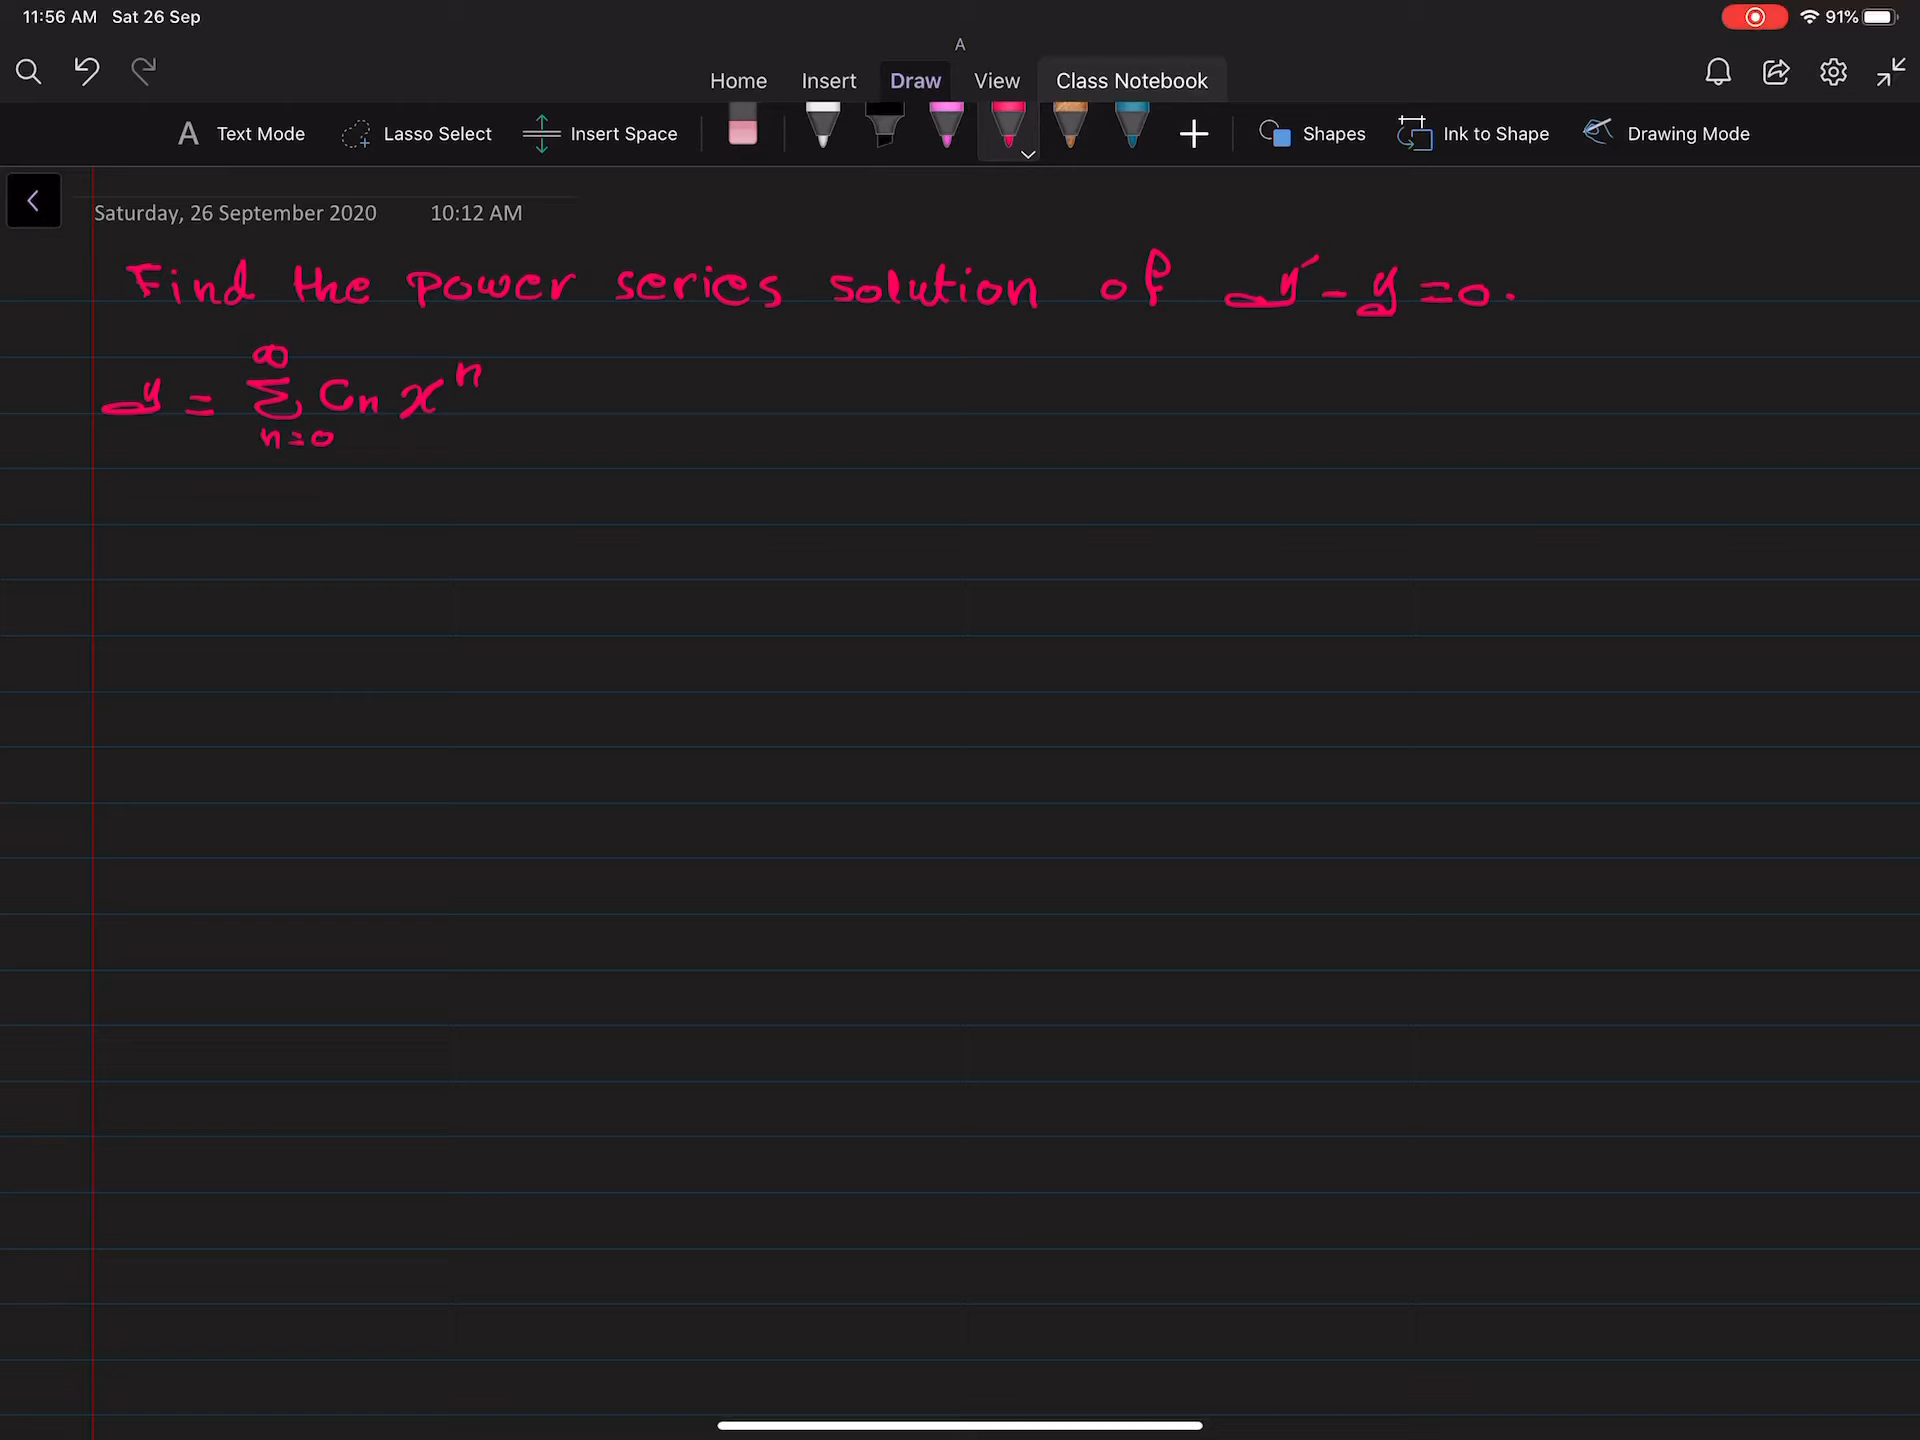 11:56 AM Sat 26 Sep 91%
A
Home Insert Draw View Class Notebook
A Text Mode Lasso Select Insert Space Shapes Ink to Shape Drawing Mode
Saturday, 26 September 2020 10:12 AM
Find the power series solution of y′ - y = 0.
∞
y = Σ Cn xⁿ
n=0